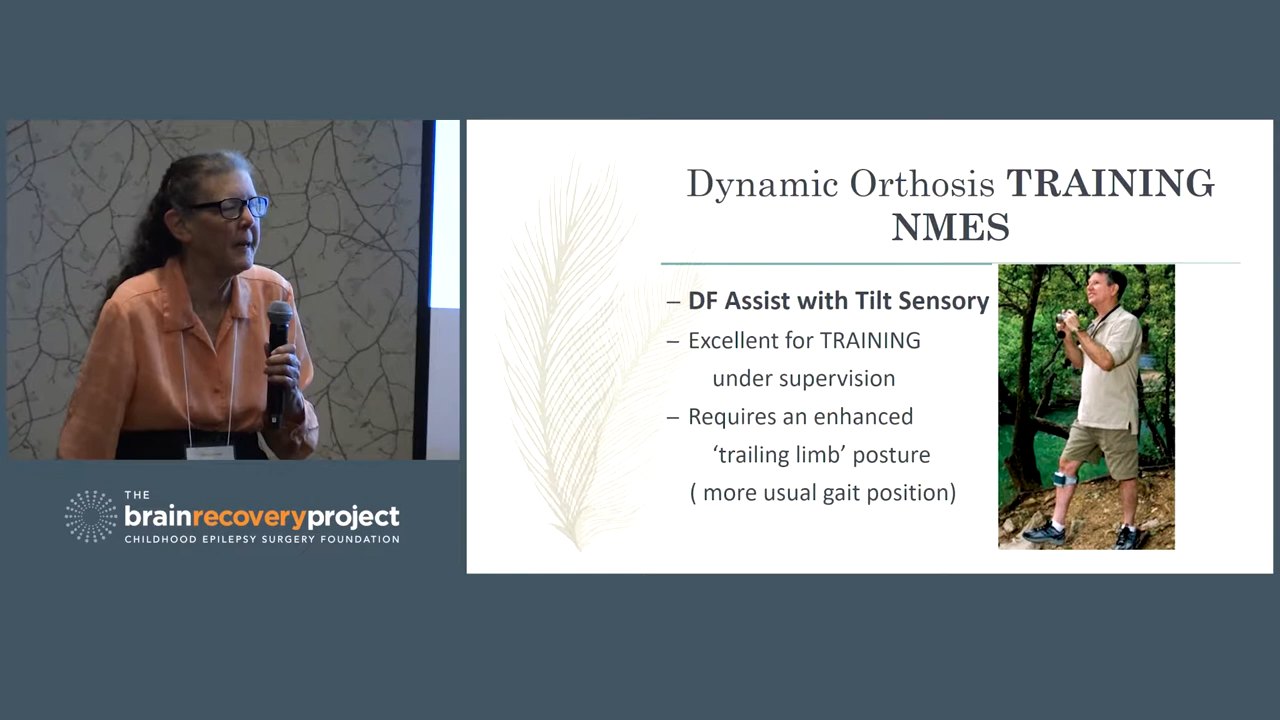 THE
brainrecoveryproject
CHILDHOOD EPILEPSY SURGERY FOUNDATION
Dynamic Orthosis TRAINING
NMES
– DF Assist with Tilt Sensory
– Excellent for TRAINING
under supervision
– Requires an enhanced
‘trailing limb’ posture
( more usual gait position)